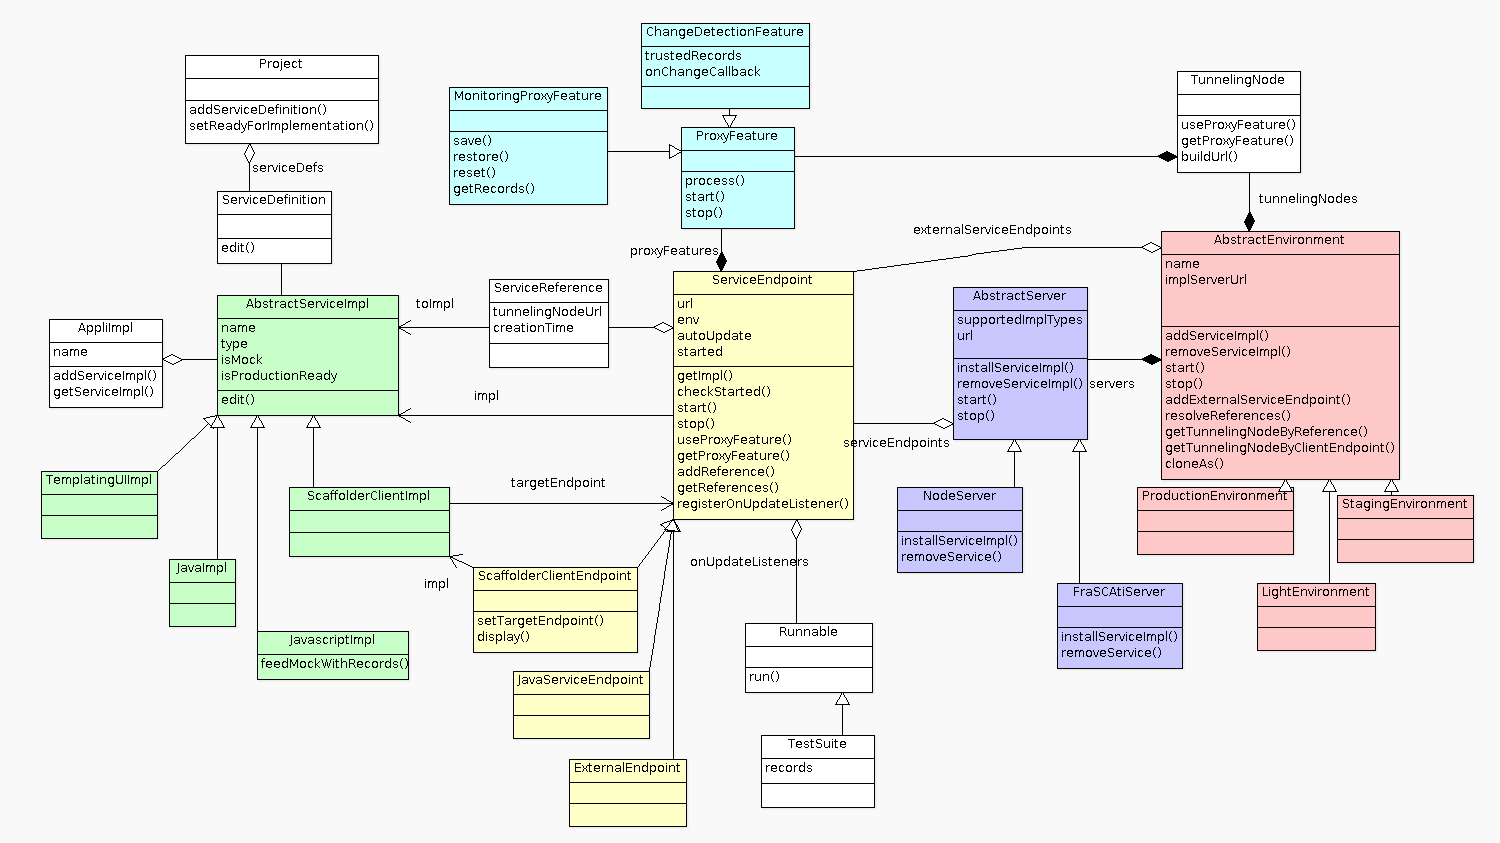 ChangeDetectionFeature
trustedRecords
onChangeCallback
Project
addServiceDefinition()
setReadyForImplementation()
MonitoringProxyFeature
save()
restore()
reset()
getRecords()
ProxyFeature
process()
start()
stop()
TunnelingNode
useProxyFeature()
getProxyFeature()
buildUrl()
serviceDefs
tunnelingNodes
ServiceDefinition
edit()
proxyFeatures
externalServiceEndpoints
AbstractEnvironment
name
implServerUrl
addServiceImpl()
removeServiceImpl()
start()
stop()
addExternalServiceEndpoint()
resolveReferences()
getTunnelingNodeByReference()
getTunnelingNodeByClientEndpoint()
cloneAs()
AbstractServiceImpl
name
type
isMock
isProductionReady
edit()
toImpl
ServiceReference
tunnelingNodeUrl
creationTime
ServiceEndpoint
url
env
autoUpdate
started
getImpl()
checkStarted()
start()
stop()
useProxyFeature()
getProxyFeature()
addReference()
getReferences()
registerOnUpdateListener()
AbstractServer
supportedImplTypes
url
installServiceImpl()
removeServiceImpl()
start()
stop()
servers
AppliImpl
name
addServiceImpl()
getServiceImpl()
impl
serviceEndpoints
TemplatingUIImpl
ScaffolderClientImpl
targetEndpoint
NodeServer
installServiceImpl()
removeService()
ProductionEnvironment
StagingEnvironment
JavaImpl
impl
ScaffolderClientEndpoint
setTargetEndpoint()
display()
onUpdateListeners
FraSCAtiServer
installServiceImpl()
removeService()
LightEnvironment
JavascriptImpl
feedMockWithRecords()
Runnable
run()
JavaServiceEndpoint
TestSuite
records
ExternalEndpoint